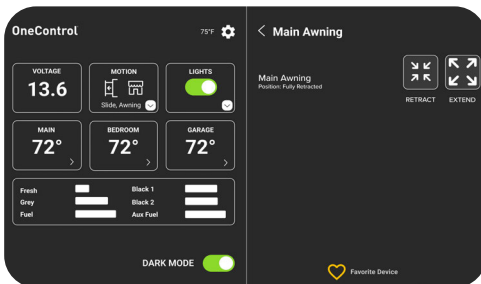 OneControl
75°F
VOLTAGE
13.6
MOTION
Slide, Awning
LIGHTS
MAIN
72°
BEDROOM
72°
GARAGE
72°
Fresh
Grey
Fuel
Black 1
Black 2
Aux Fuel
DARK MODE
Main Awning
Main Awning
Position: Fully Retracted
RETRACT
EXTEND
Favorite Device